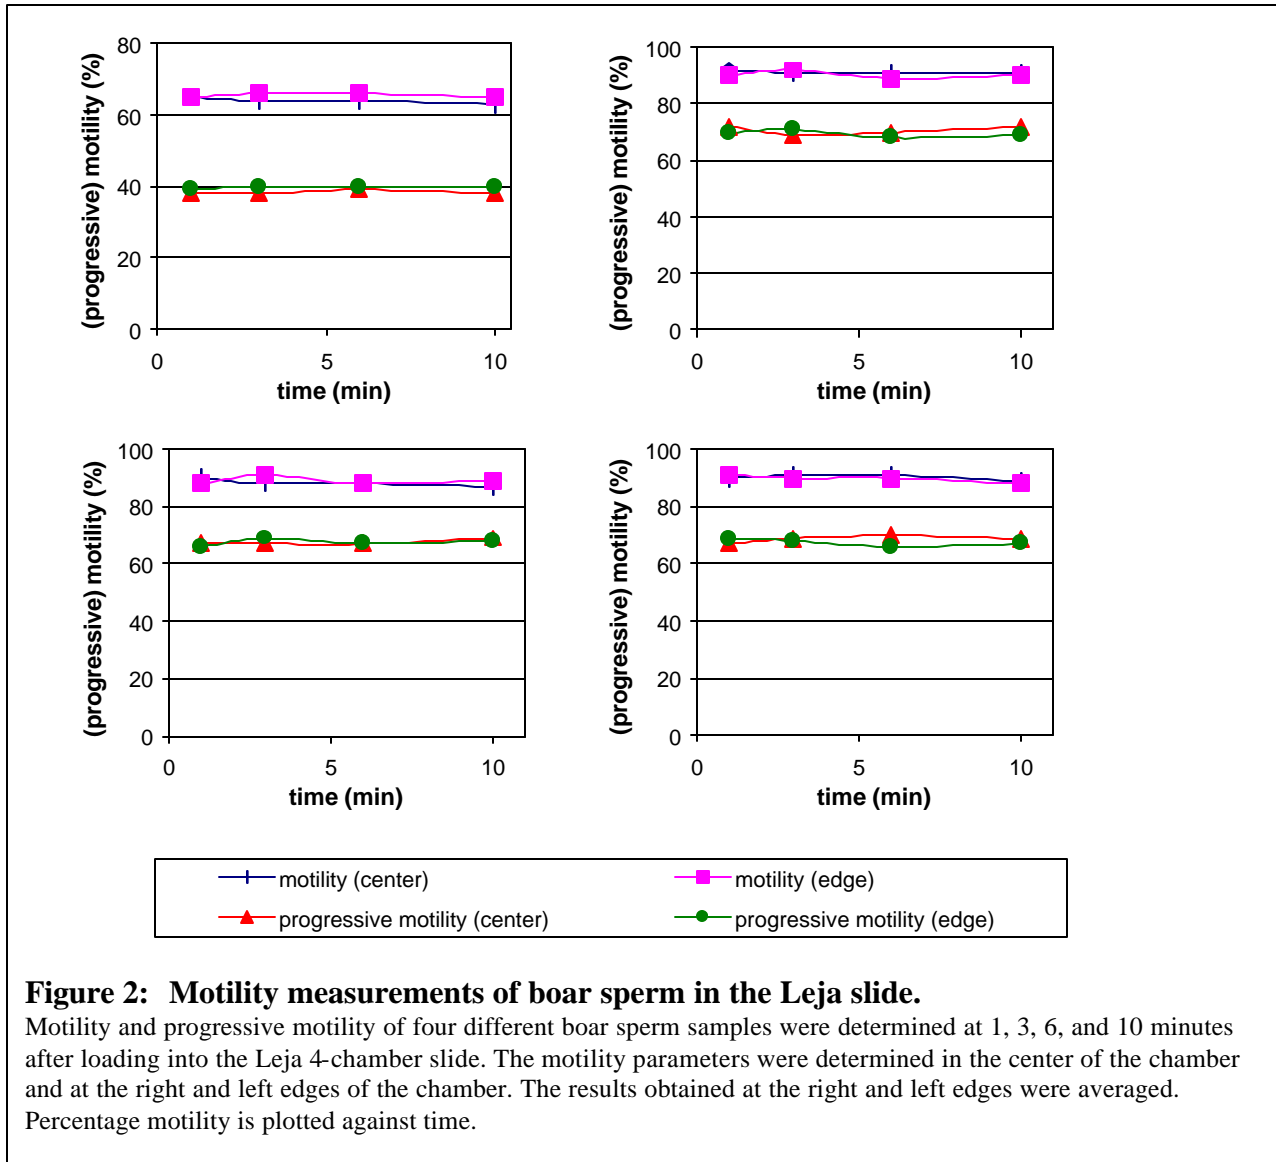 (progressive) motility (%)
80
60
40
20
0
0 5 10
time (min)
(progressive) motility (%)
100
80
60
40
20
0
0 5 10
time (min)
(progressive) motility (%)
100
80
60
40
20
0
0 5 10
time (min)
(progressive) motility (%)
100
80
60
40
20
0
0 5 10
time (min)
motility (center) motility (edge)
progressive motility (center) progressive motility (edge)
Figure 2: Motility measurements of boar sperm in the Leja slide.
Motility and progressive motility of four different boar sperm samples were determined at 1, 3, 6, and 10 minutes
after loading into the Leja 4-chamber slide. The motility parameters were determined in the center of the chamber
and at the right and left edges of the chamber. The results obtained at the right and left edges were averaged.
Percentage motility is plotted against time.